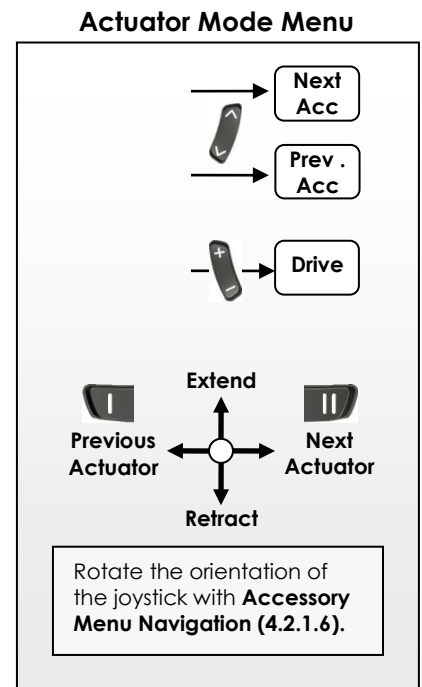 Actuator Mode Menu
Next
Acc
Prev .
Acc
+
–
Drive
Extend
I
II
Previous
Actuator
Next
Actuator
Retract
Rotate the orientation of
the joystick with Accessory
Menu Navigation (4.2.1.6).